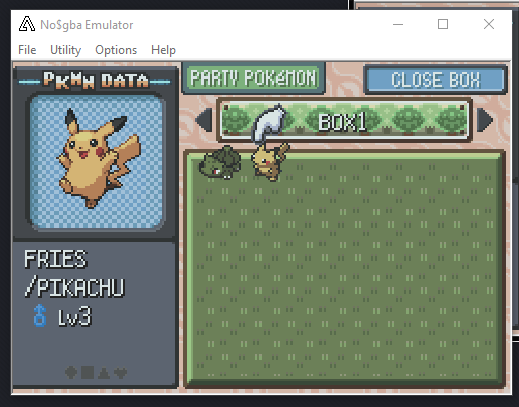 No$gba Emulator
File Utility Options Help
PKMN DATA
PARTY POKéMON
CLOSE BOX
BOX1
FRIES
/PIKACHU
♂ Lv3